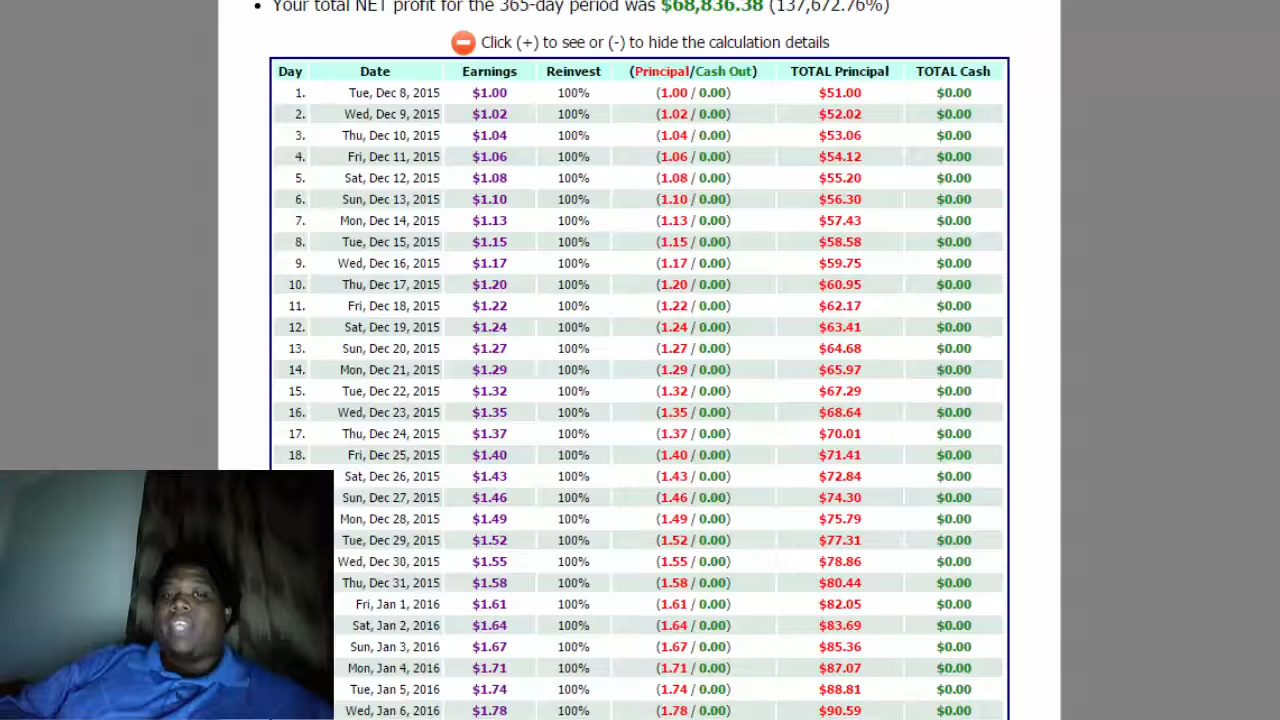 Your total NET profit for the 365-day period was $68,836.38 (137,672.76%)
Click (+) to see or (-) to hide the calculation details
Day Date Earnings Reinvest (Principal/Cash Out) TOTAL Principal TOTAL Cash
1. Tue, Dec 8, 2015 $1.00 100% (1.00 / 0.00) $51.00 $0.00
2. Wed, Dec 9, 2015 $1.02 100% (1.02 / 0.00) $52.02 $0.00
3. Thu, Dec 10, 2015 $1.04 100% (1.04 / 0.00) $53.06 $0.00
4. Fri, Dec 11, 2015 $1.06 100% (1.06 / 0.00) $54.12 $0.00
5. Sat, Dec 12, 2015 $1.08 100% (1.08 / 0.00) $55.20 $0.00
6. Sun, Dec 13, 2015 $1.10 100% (1.10 / 0.00) $56.30 $0.00
7. Mon, Dec 14, 2015 $1.13 100% (1.13 / 0.00) $57.43 $0.00
8. Tue, Dec 15, 2015 $1.15 100% (1.15 / 0.00) $58.58 $0.00
9. Wed, Dec 16, 2015 $1.17 100% (1.17 / 0.00) $59.75 $0.00
10. Thu, Dec 17, 2015 $1.20 100% (1.20 / 0.00) $60.95 $0.00
11. Fri, Dec 18, 2015 $1.22 100% (1.22 / 0.00) $62.17 $0.00
12. Sat, Dec 19, 2015 $1.24 100% (1.24 / 0.00) $63.41 $0.00
13. Sun, Dec 20, 2015 $1.27 100% (1.27 / 0.00) $64.68 $0.00
14. Mon, Dec 21, 2015 $1.29 100% (1.29 / 0.00) $65.97 $0.00
15. Tue, Dec 22, 2015 $1.32 100% (1.32 / 0.00) $67.29 $0.00
16. Wed, Dec 23, 2015 $1.35 100% (1.35 / 0.00) $68.64 $0.00
17. Thu, Dec 24, 2015 $1.37 100% (1.37 / 0.00) $70.01 $0.00
18. Fri, Dec 25, 2015 $1.40 100% (1.40 / 0.00) $71.41 $0.00
Sat, Dec 26, 2015 $1.43 100% (1.43 / 0.00) $72.84 $0.00
Sun, Dec 27, 2015 $1.46 100% (1.46 / 0.00) $74.30 $0.00
Mon, Dec 28, 2015 $1.49 100% (1.49 / 0.00) $75.79 $0.00
Tue, Dec 29, 2015 $1.52 100% (1.52 / 0.00) $77.31 $0.00
Wed, Dec 30, 2015 $1.55 100% (1.55 / 0.00) $78.86 $0.00
Thu, Dec 31, 2015 $1.58 100% (1.58 / 0.00) $80.44 $0.00
Fri, Jan 1, 2016 $1.61 100% (1.61 / 0.00) $82.05 $0.00
Sat, Jan 2, 2016 $1.64 100% (1.64 / 0.00) $83.69 $0.00
Sun, Jan 3, 2016 $1.67 100% (1.67 / 0.00) $85.36 $0.00
Mon, Jan 4, 2016 $1.71 100% (1.71 / 0.00) $87.07 $0.00
Tue, Jan 5, 2016 $1.74 100% (1.74 / 0.00) $88.81 $0.00
Wed, Jan 6, 2016 $1.78 100% (1.78 / 0.00) $90.59 $0.00